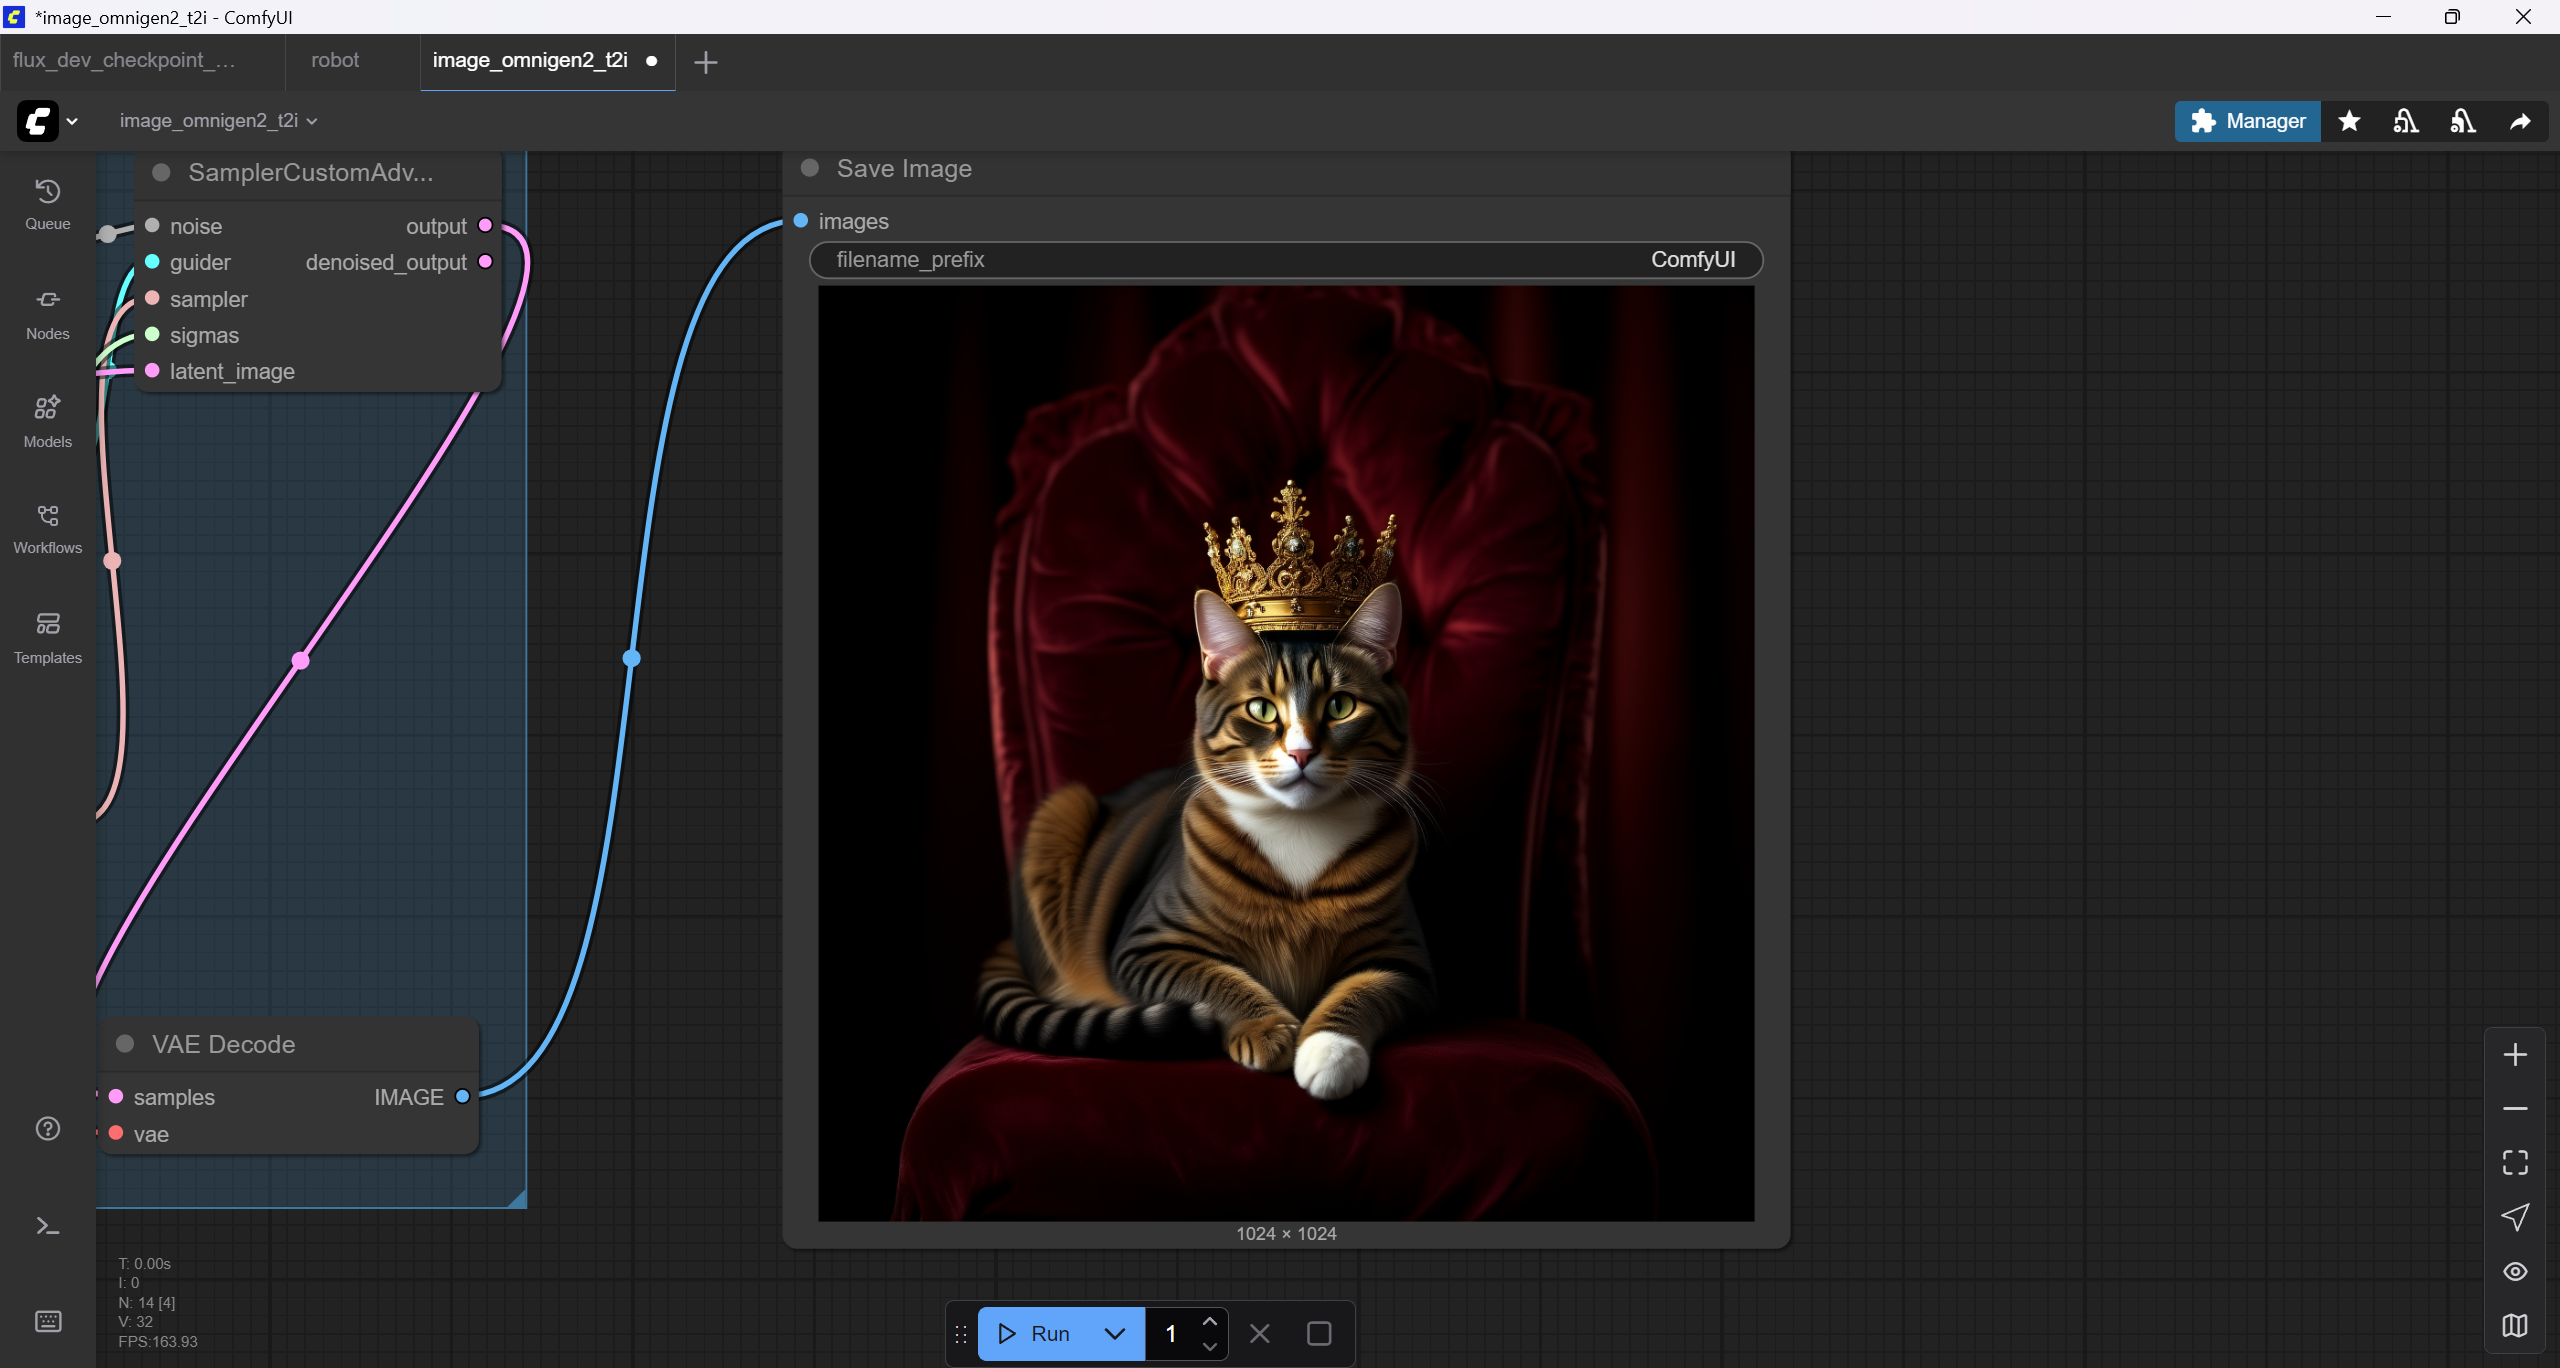 *image_omnigen2_t2i - ComfyUI
flux_dev_checkpoint_...
robot
image_omnigen2_t2i
image_omnigen2_t2i
Manager
Queue
Nodes
Models
Workflows
Templates
SamplerCustomAdv...
noise
output
guider
denoised_output
sampler
sigmas
latent_image
VAE Decode
samples
IMAGE
vae
Save Image
images
filename_prefix
ComfyUI
1024 × 1024
T: 0.00s
I: 0
N: 14 [4]
V: 32
FPS:163.93
Run
1